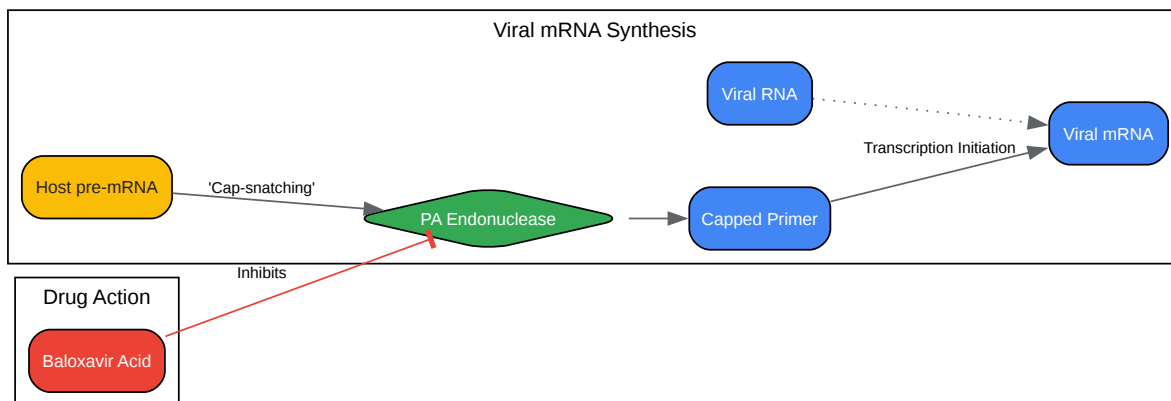 Viral mRNA Synthesis
Viral RNA
Viral mRNA
Transcription Initiation
Host pre-mRNA
'Cap-snatching'
PA Endonuclease
Capped Primer
Inhibits
Drug Action
Baloxavir Acid